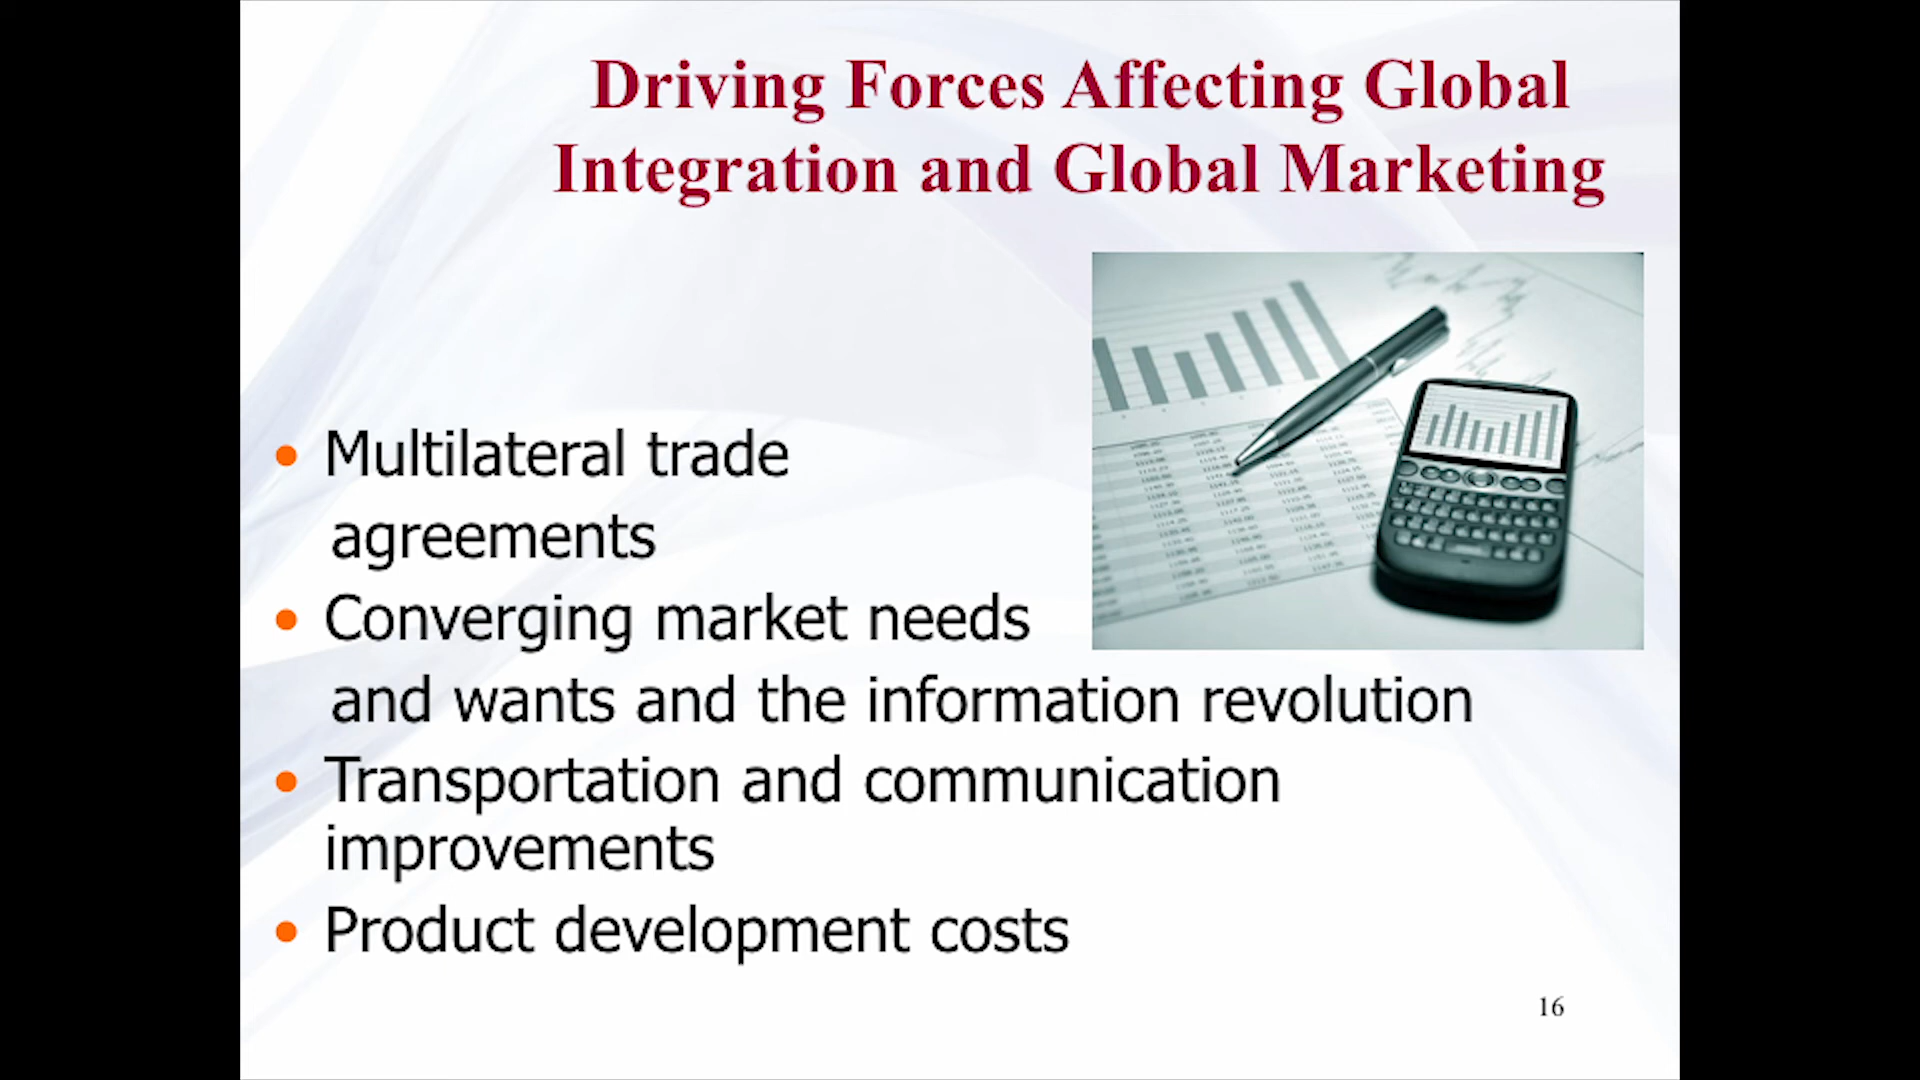 Driving Forces Affecting Global
Integration and Global Marketing
• Multilateral trade
agreements
• Converging market needs
and wants and the information revolution
• Transportation and communication
improvements
• Product development costs
16